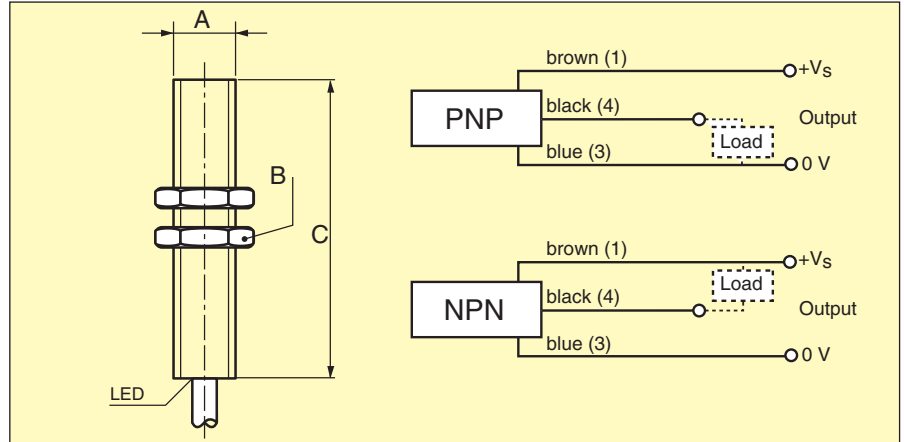 A
B
C
LED
brown (1)
+VS
PNP
black (4)
Output
Load
blue (3)
0 V
brown (1)
+VS
Load
NPN
black (4)
Output
blue (3)
0 V